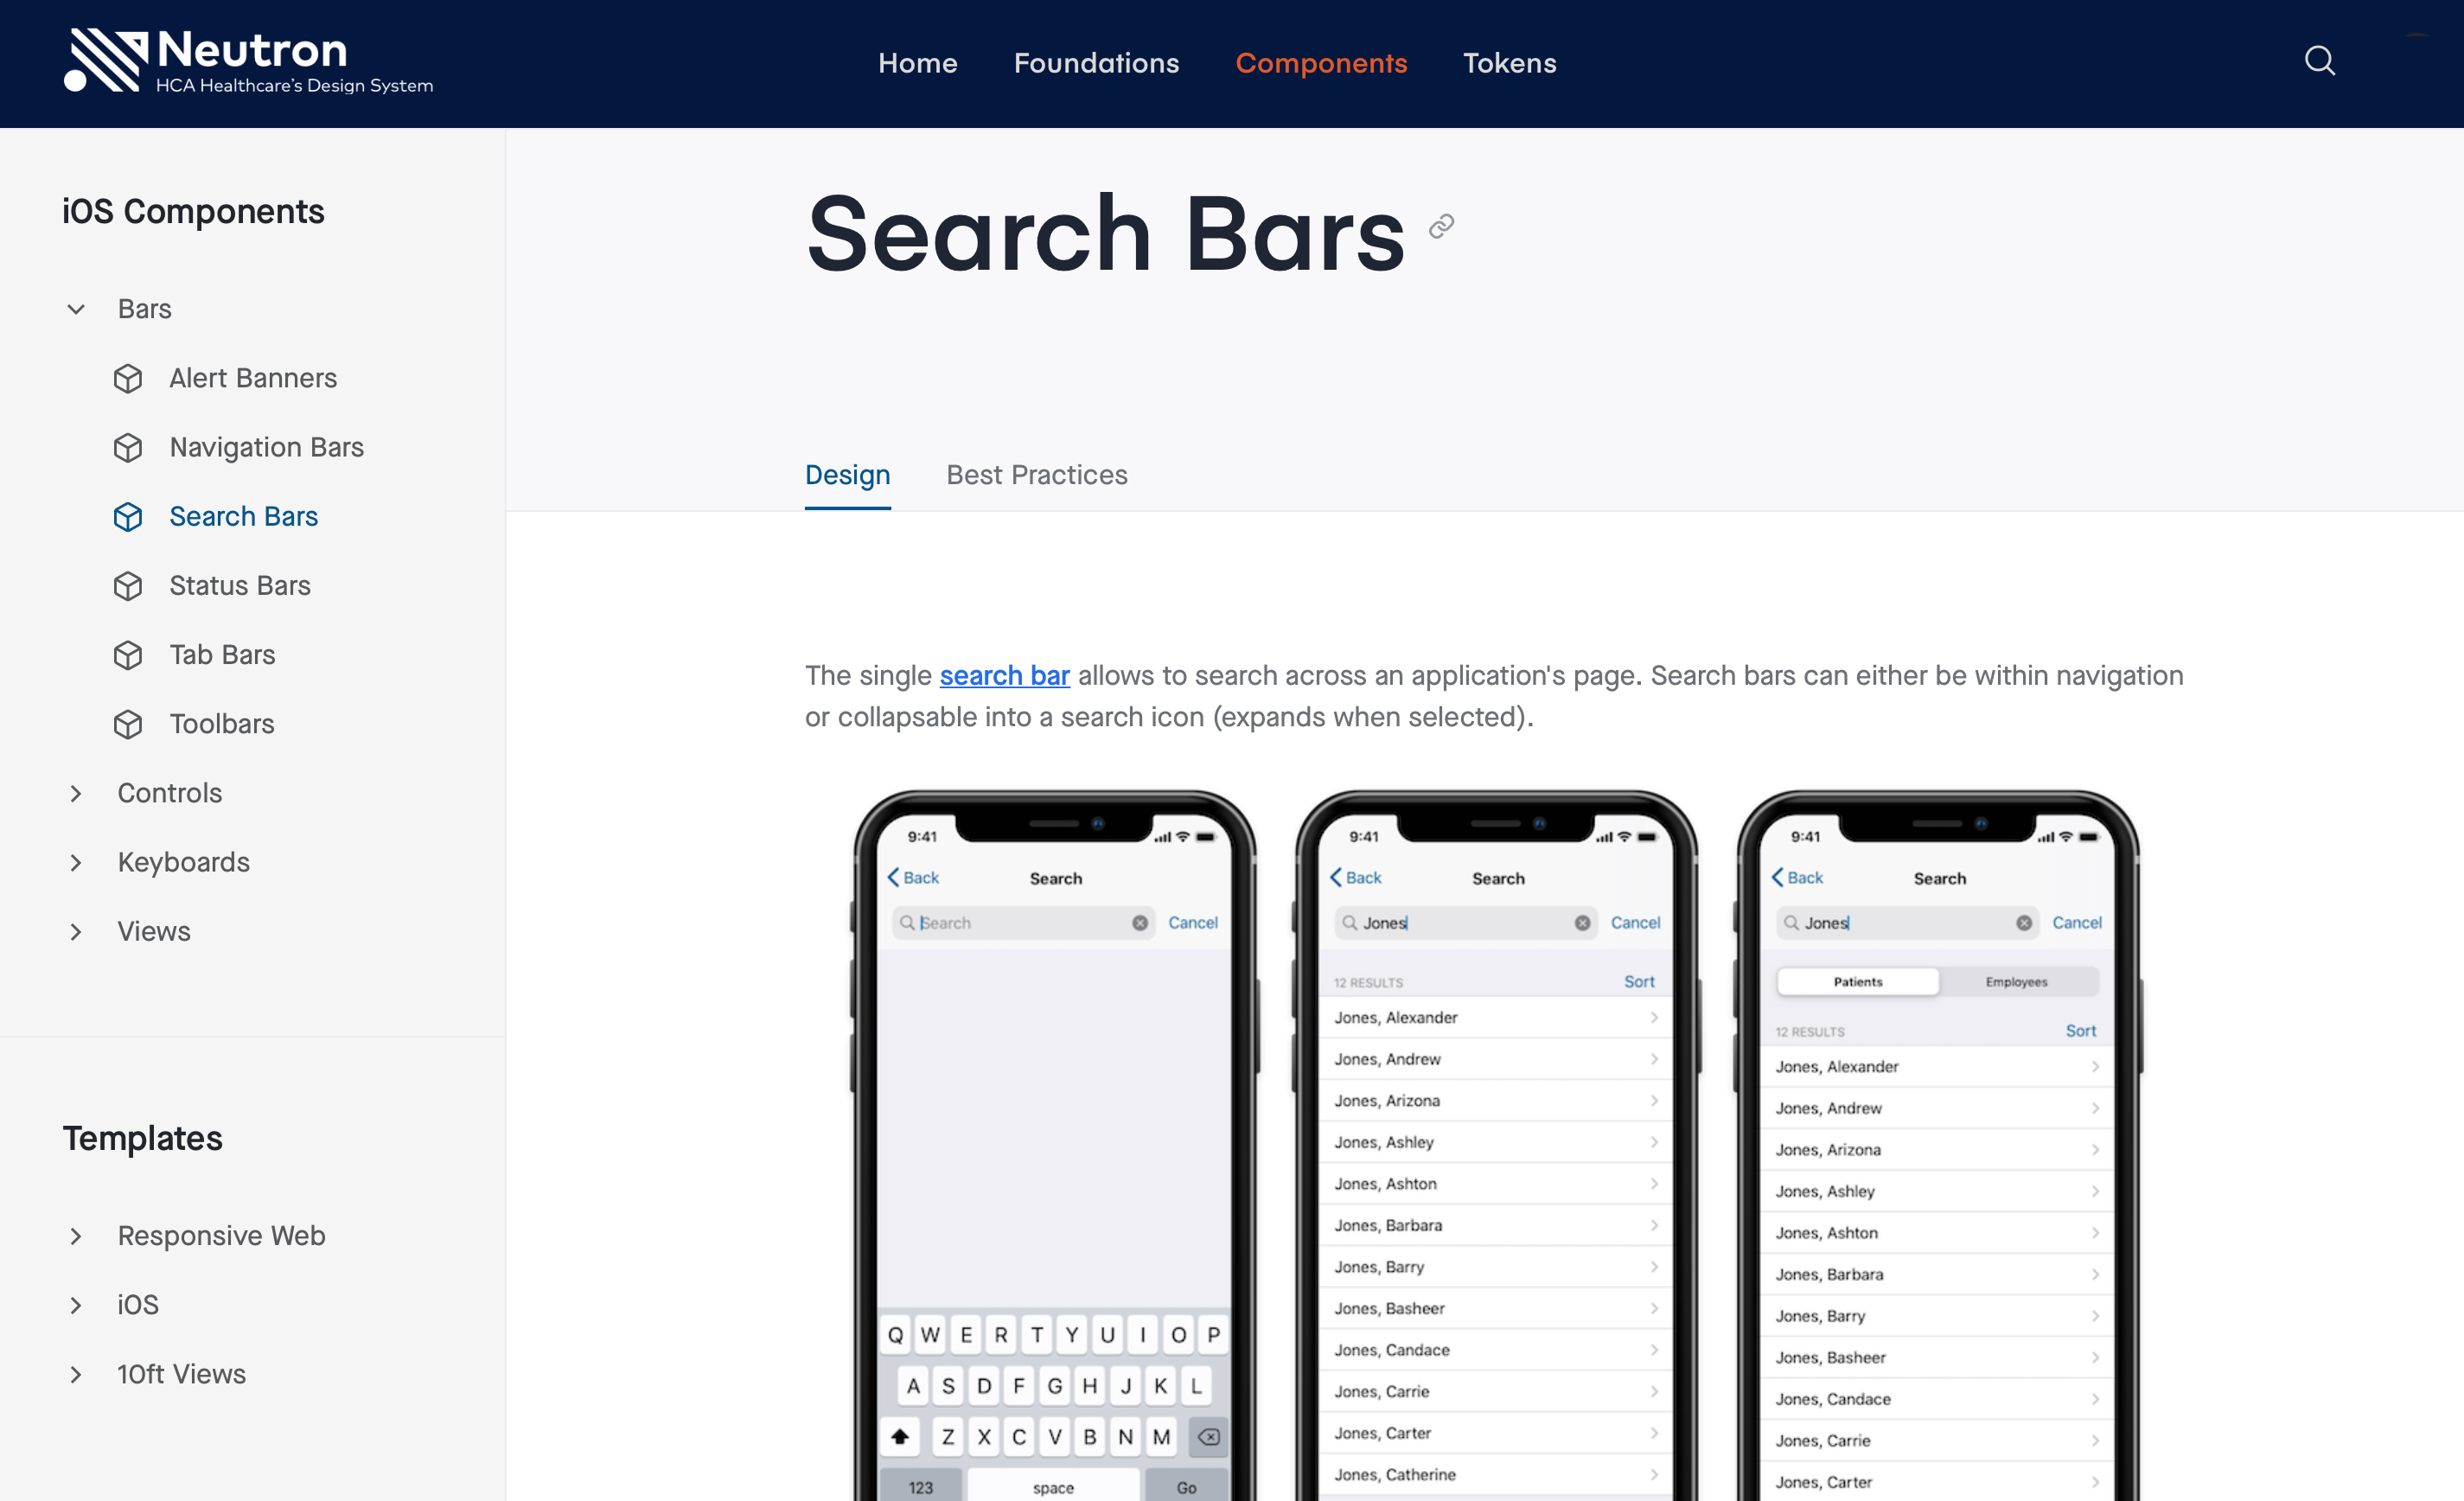 Neutron
HCA Healthcare's Design System
Home
Foundations
Components
Tokens
iOS Components
Bars
Alert Banners
Navigation Bars
Search Bars
Status Bars
Tab Bars
Toolbars
Controls
Keyboards
Views
Templates
Responsive Web
iOS
10ft Views
Search Bars
Design
Best Practices
The single search bar allows to search across an application's page. Search bars can either be within navigation
or collapsable into a search icon (expands when selected).
9:41
Back
Search
Search
Cancel
Q W E R T Y U I O P
A S D F G H J K L
Z X C V B N M
123
space
Go
9:41
Back
Search
Jones
Cancel
12 RESULTS
Sort
Jones, Alexander
Jones, Andrew
Jones, Arizona
Jones, Ashley
Jones, Ashton
Jones, Barbara
Jones, Barry
Jones, Basheer
Jones, Candace
Jones, Carrie
Jones, Carter
Jones, Catherine
9:41
Back
Search
Jones
Cancel
Patients
Employees
12 RESULTS
Sort
Jones, Alexander
Jones, Andrew
Jones, Arizona
Jones, Ashley
Jones, Ashton
Jones, Barbara
Jones, Barry
Jones, Basheer
Jones, Candace
Jones, Carrie
Jones, Carter